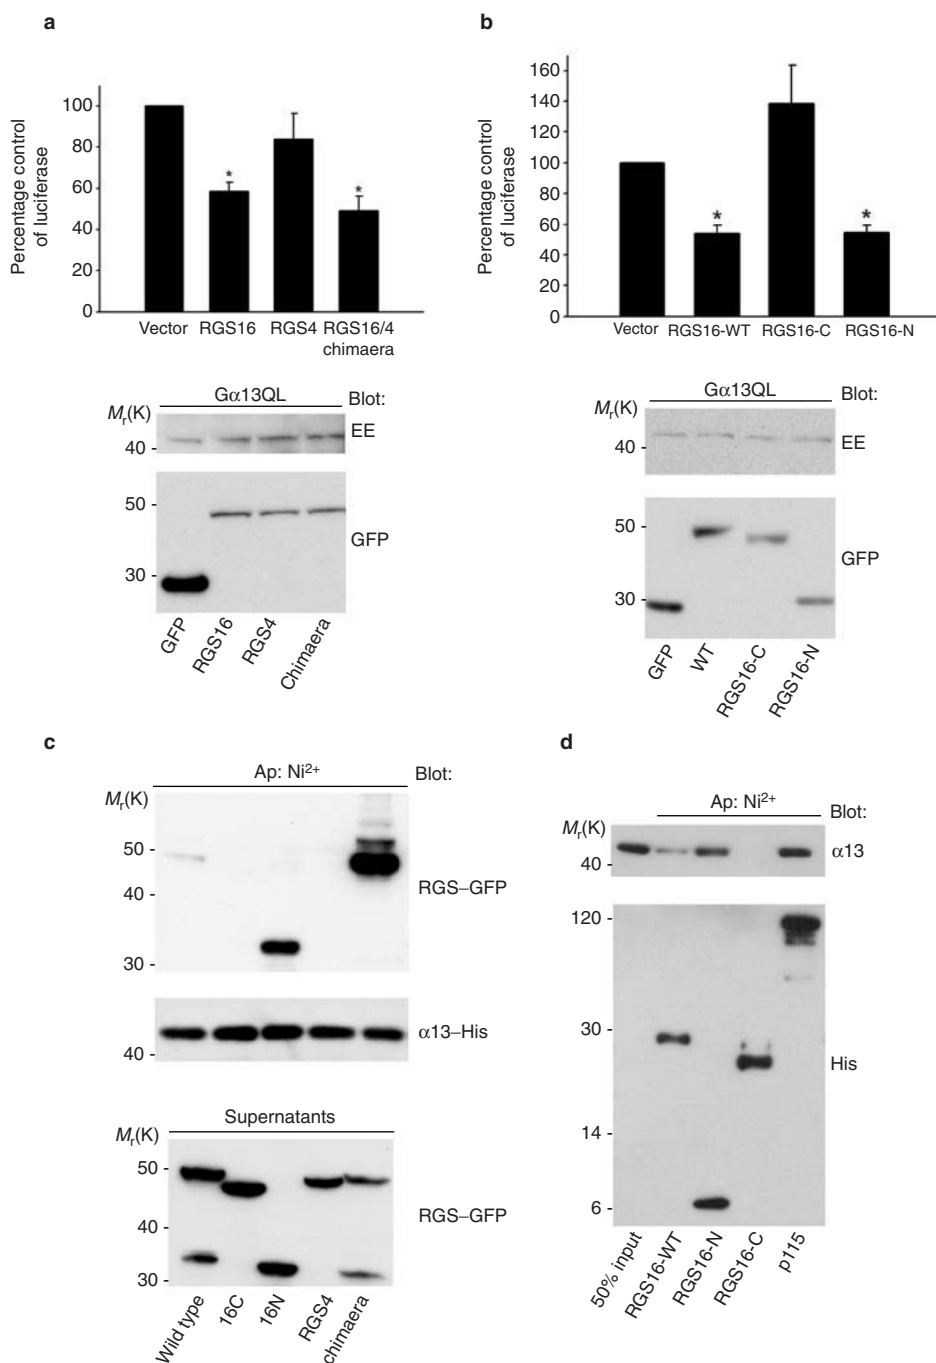 a
Percentage control
of luciferase
100
80
60
40
20
0
*
*
Vector RGS16 RGS4 RGS16/4
chimaera
Gα13QL Blot:
Mr(K)
40
EE
50
30
GFP
GFP
RGS16
RGS4
Chimaera
b
Percentage control
of luciferase
160
140
120
100
80
60
40
20
0
*
*
Vector RGS16-WT RGS16-C RGS16-N
Gα13QL Blot:
Mr(K)
40
EE
50
30
GFP
GFP
WT
RGS16-C
RGS16-N
c
Ap: Ni2+ Blot:
Mr(K)
50
40
30
RGS–GFP
40
α13–His
Supernatants
Mr(K)
50
40
30
RGS–GFP
Wild type
16C
16N
RGS4
chimaera
d
Ap: Ni2+
Blot:
Mr(K)
40
α13
120
30
14
6
His
50% input
RGS16-WT
RGS16-N
RGS16-C
p115